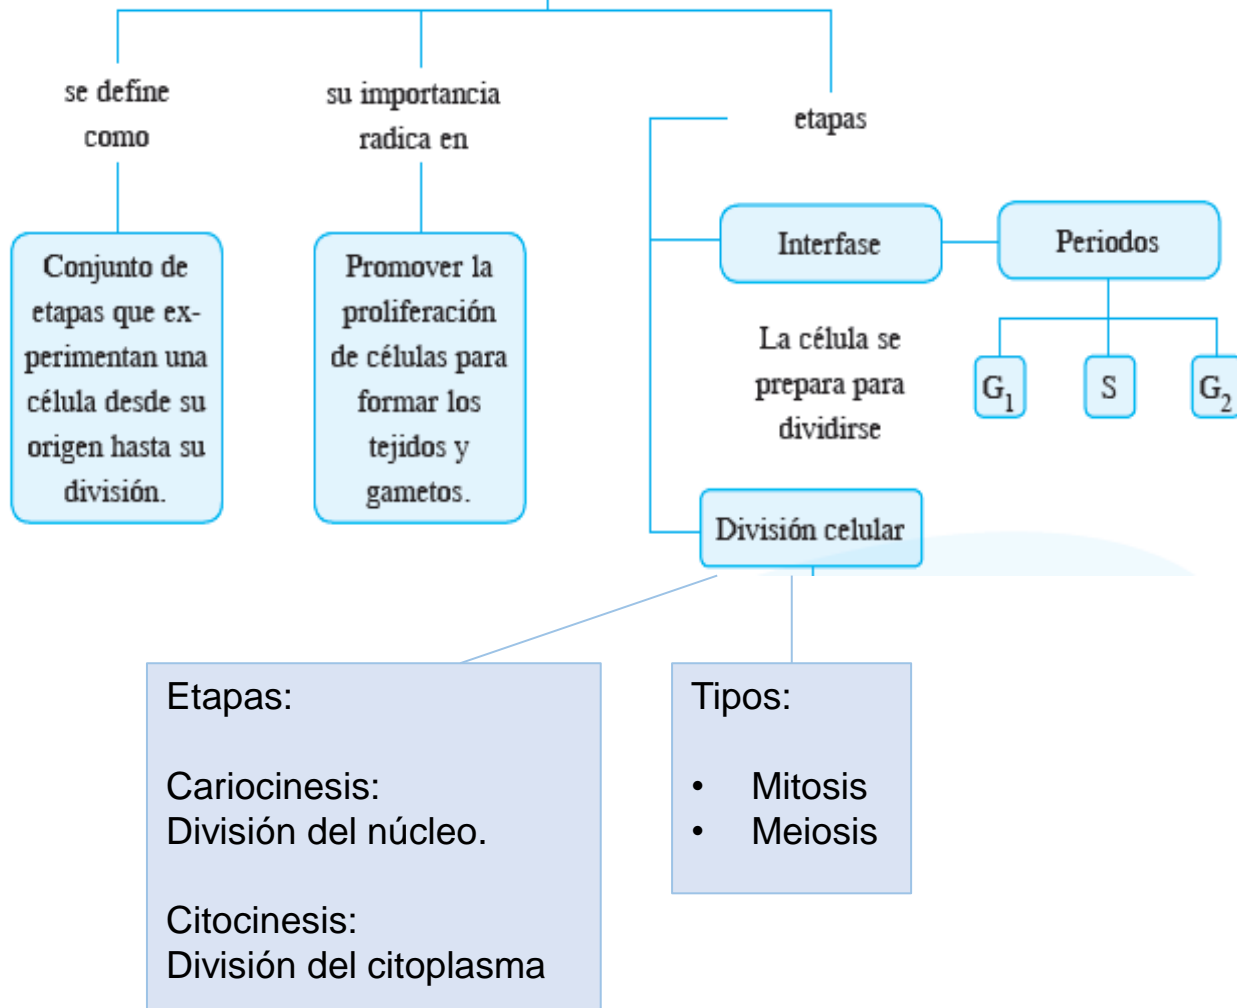 se define
como
su importancia
radica en
etapas
Conjunto de
etapas que ex-
perimentan una
célula desde su
origen hasta su
división.
Promover la
proliferación
de células para
formar los
tejidos y
gametos.
Interfase
Periodos
La célula se
prepara para
dividirse
G1
S
G2
División celular
Etapas:
Cariocinesis:
División del núcleo.
Citocinesis:
División del citoplasma
Tipos:
• Mitosis
• Meiosis